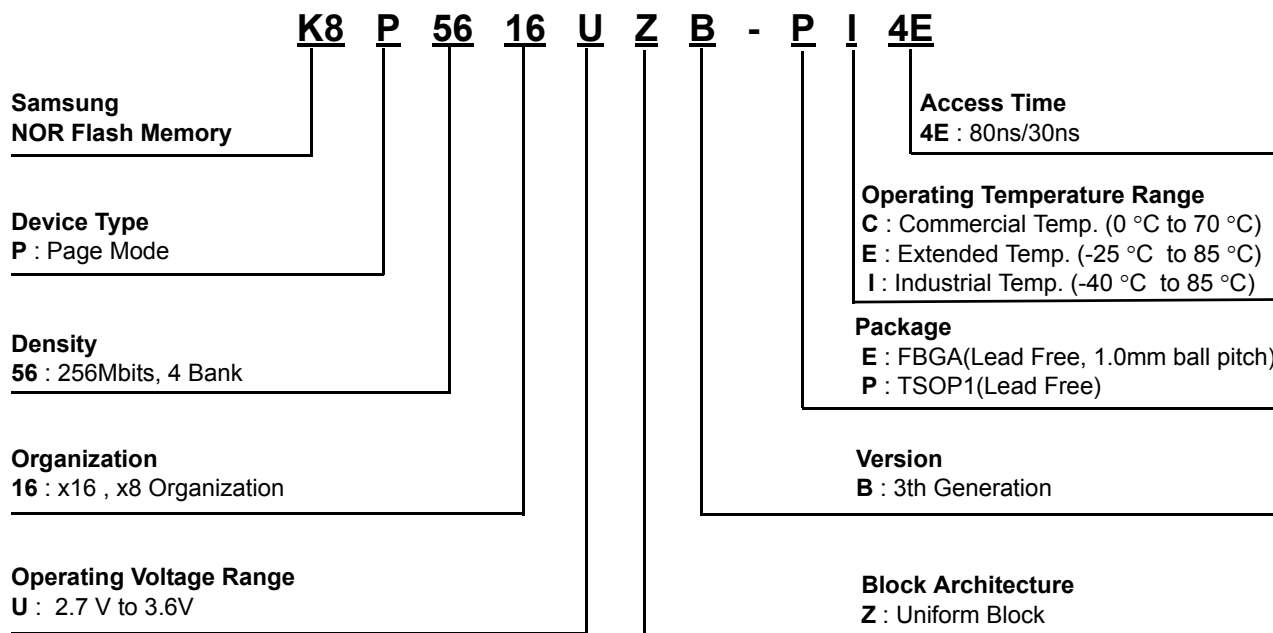 K8 P 56 16 U Z B - P I 4E
Samsung
NOR Flash Memory
Device Type
P : Page Mode
Density
56 : 256Mbits, 4 Bank
Organization
16 : x16 , x8 Organization
Operating Voltage Range
U : 2.7 V to 3.6V
Access Time
4E : 80ns/30ns
Operating Temperature Range
C : Commercial Temp. (0 °C to 70 °C)
E : Extended Temp. (-25 °C to 85 °C)
I : Industrial Temp. (-40 °C to 85 °C)
Package
E : FBGA(Lead Free, 1.0mm ball pitch)
P : TSOP1(Lead Free)
Version
B : 3th Generation
Block Architecture
Z : Uniform Block